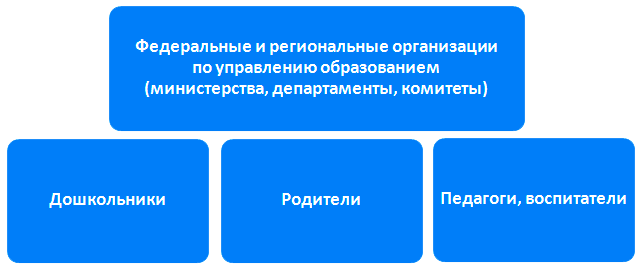 Федеральные и региональные организации
по управлению образованием
(министерства, департаменты, комитеты)
Дошкольники
Родители
Педагоги, воспитатели